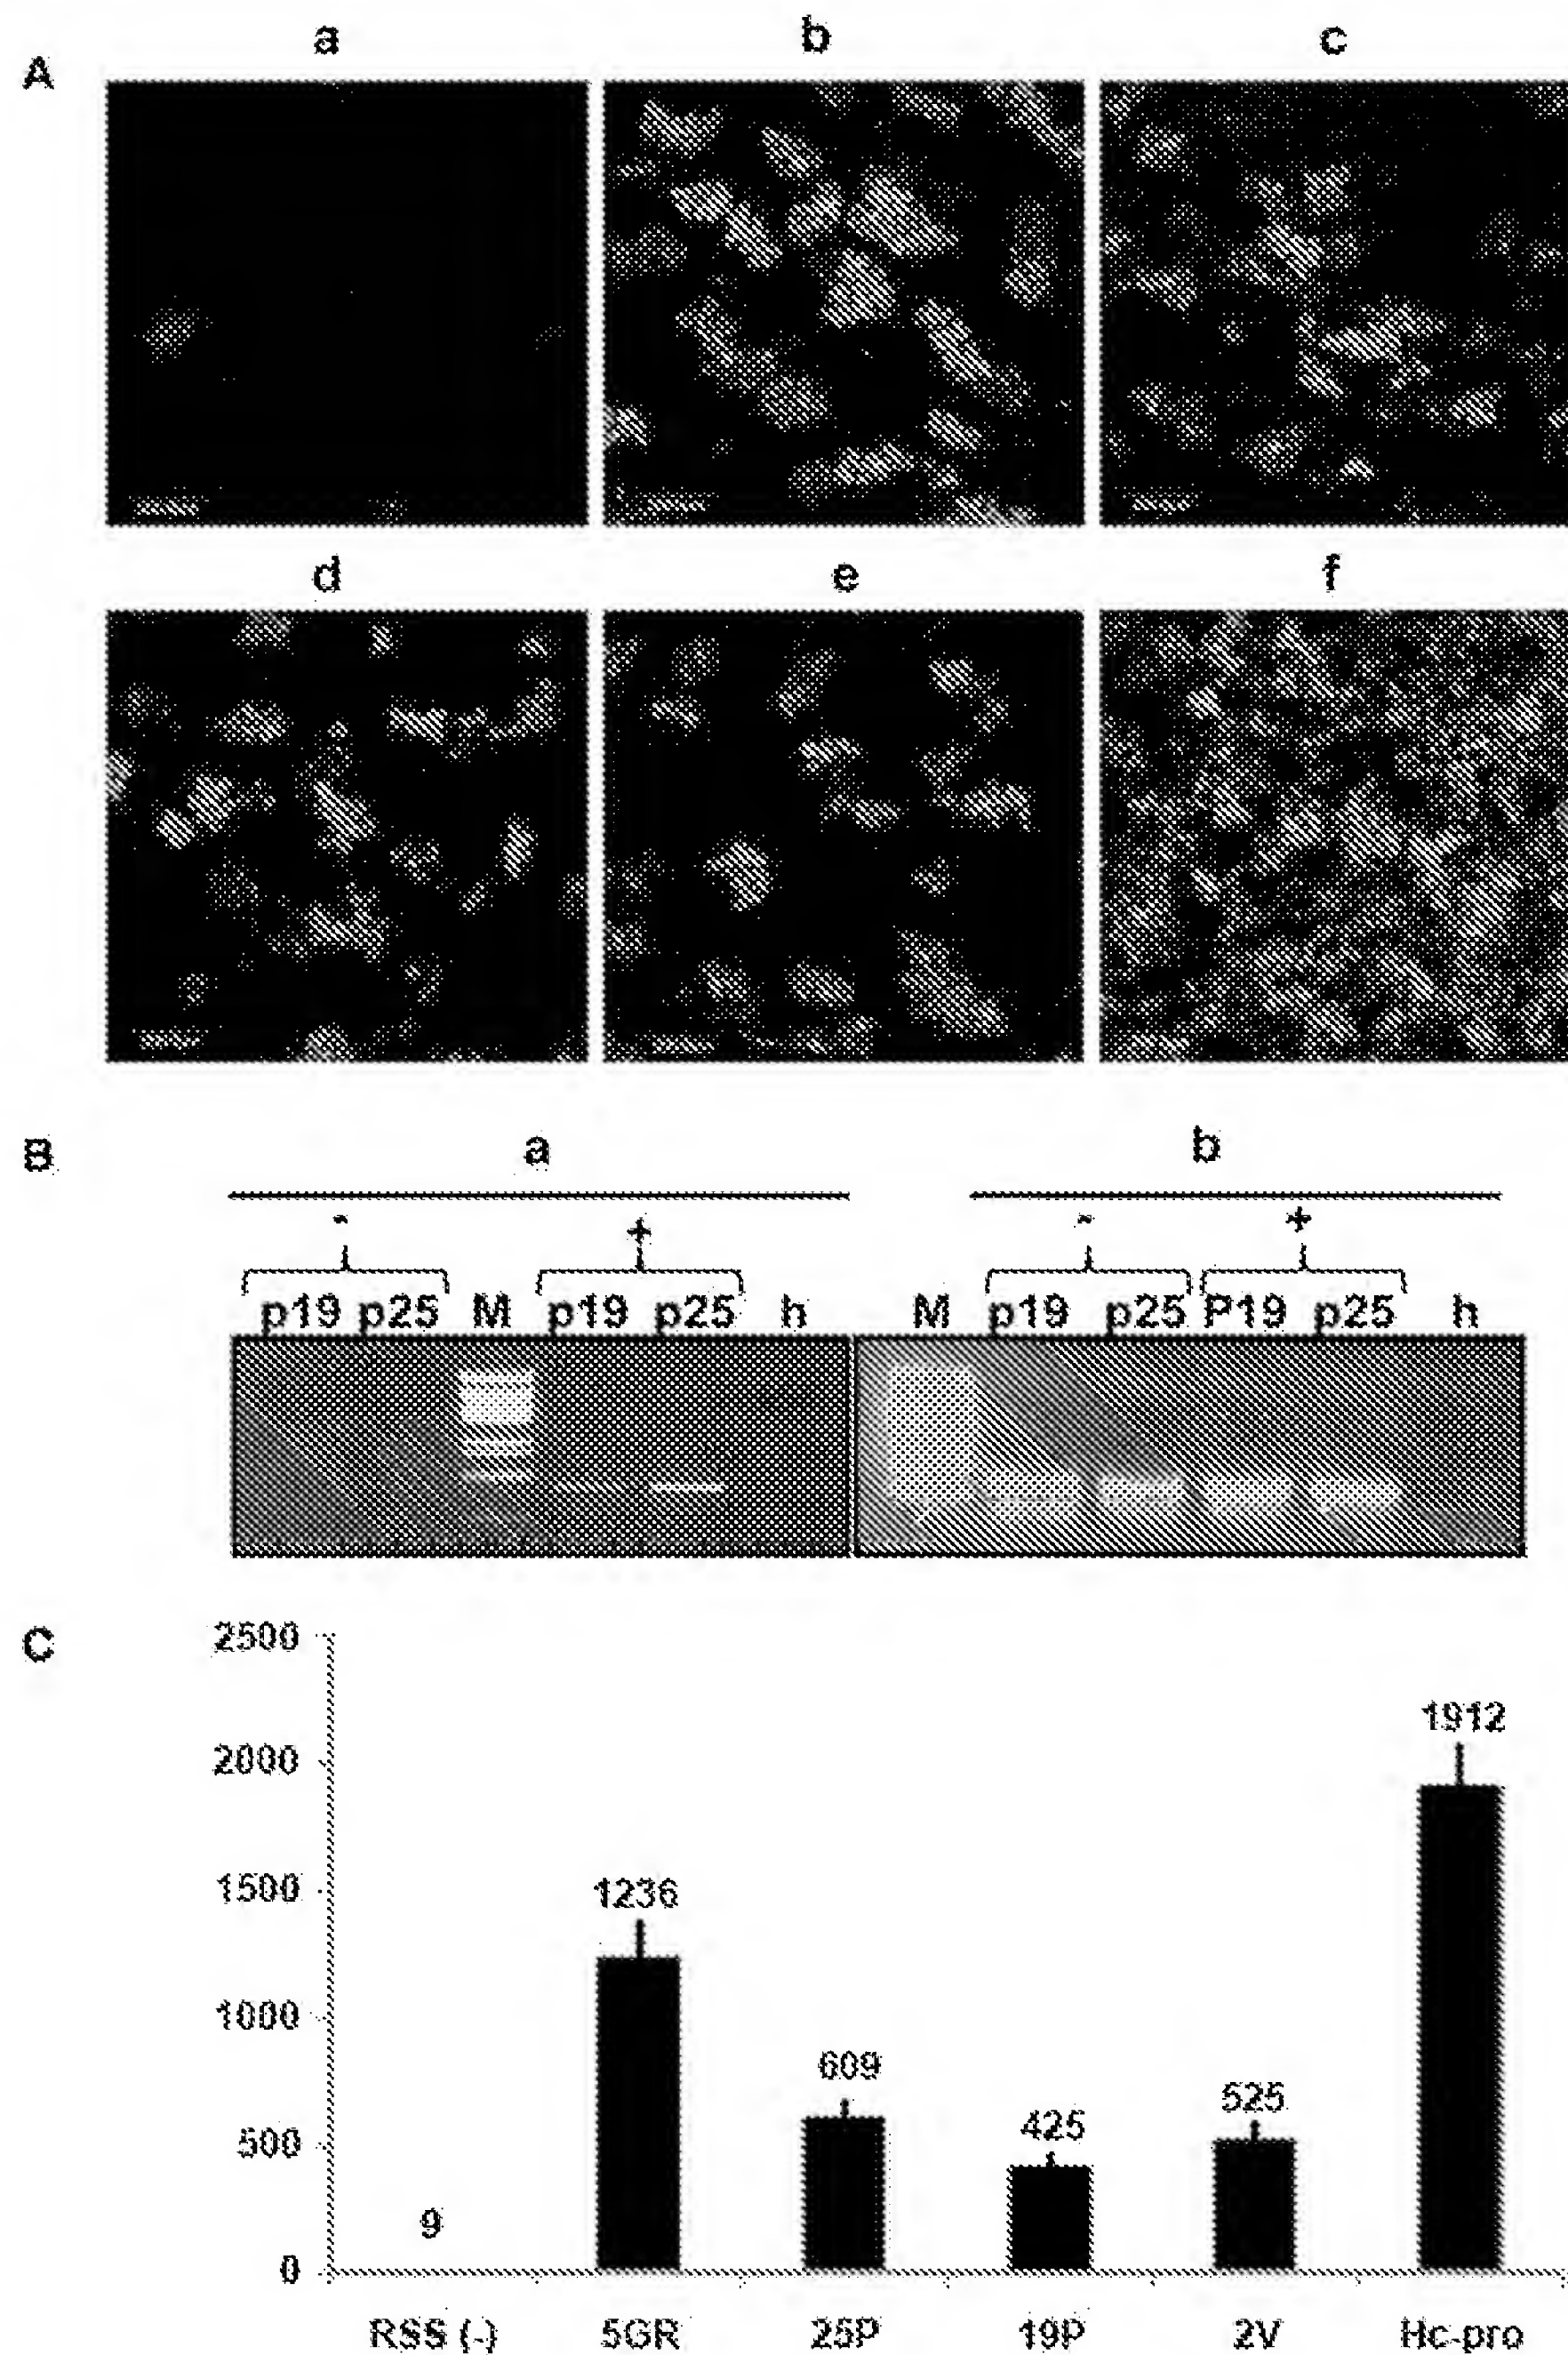 A
a b c
d e f
B
a b
- + - +
p19 p25 M p19 p25 h M p19 p25 P19 p25 h
C
2500
2000
1500
1000
500
0
9
1236
609
425
525
1912
RSS (-) 5GR 25P 19P 2V Hc-pro